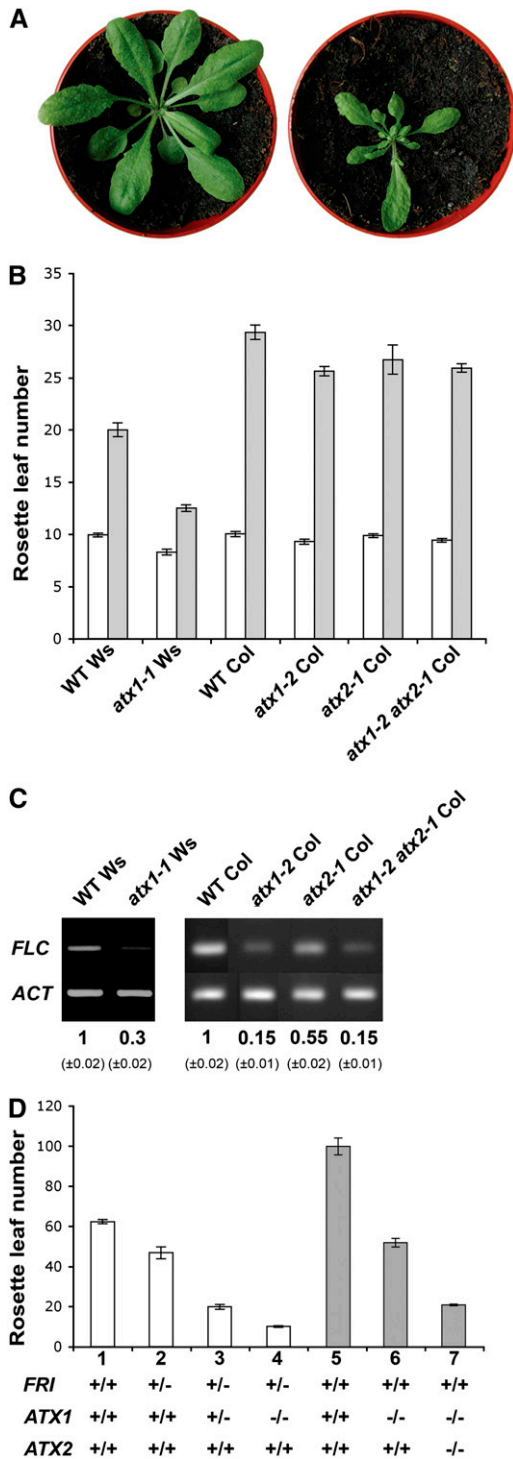 A
B
35
30
25
20
15
10
5
0
Rosette leaf number
WT Ws
atx1-1 Ws
WT Col
atx1-2 Col
atx2-1 Col
atx1-2 atx2-1 Col
C
WT Ws
atx1-1 Ws
WT Col
atx1-2 Col
atx2-1 Col
atx1-2 atx2-1 Col
FLC
ACT
1 0.3 1 0.15 0.55 0.15
(±0.02) (±0.02) (±0.02) (±0.01) (±0.02) (±0.01)
D
120
100
80
60
40
20
0
Rosette leaf number
1 2 3 4 5 6 7
FRI +/+ +/- +/- +/- +/+ +/+ +/+
ATX1 +/+ +/+ +/- -/- +/+ -/- -/-
ATX2 +/+ +/+ +/+ +/+ +/+ +/+ -/-